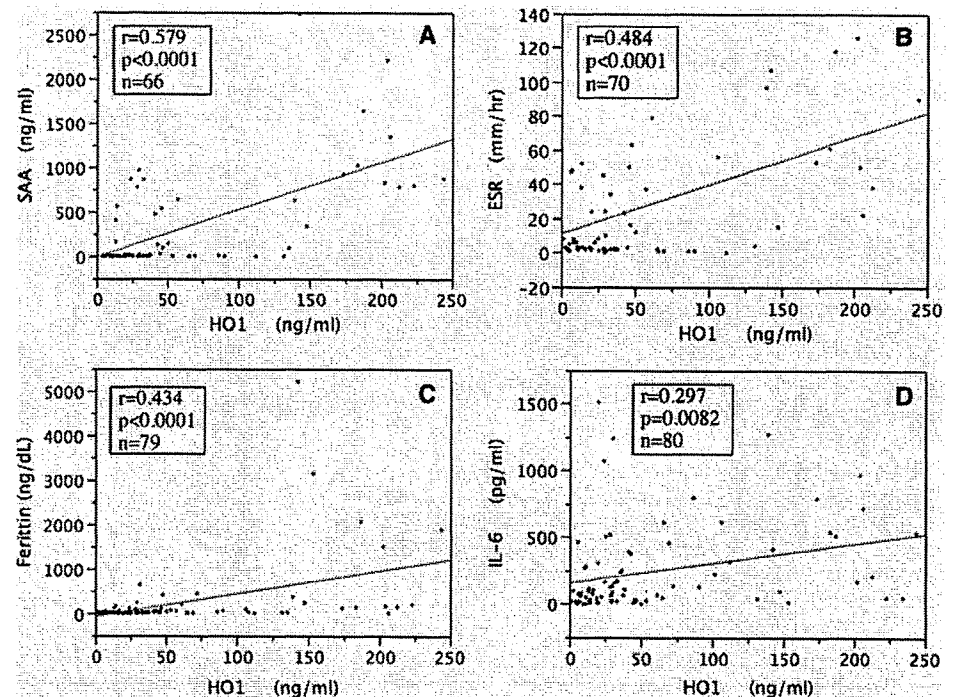 A
r=0.579
p<0.0001
n=66
SAA (ng/ml)
2500
2000
1500
1000
500
0
0 50 100 150 200 250
HO1 (ng/ml)
B
r=0.484
p<0.0001
n=70
ESR (mm/hr)
140
120
100
80
60
40
20
0
-20
0 50 100 150 200 250
HO1 (ng/ml)
C
r=0.434
p<0.0001
n=79
Ferittin (ng/dL)
5000
4000
3000
2000
1000
0
0 50 100 150 200 250
HO1 (ng/ml)
D
r=0.297
p=0.0082
n=80
IL-6 (pg/ml)
1500
1000
500
0
0 50 100 150 200 250
HO1 (ng/ml)